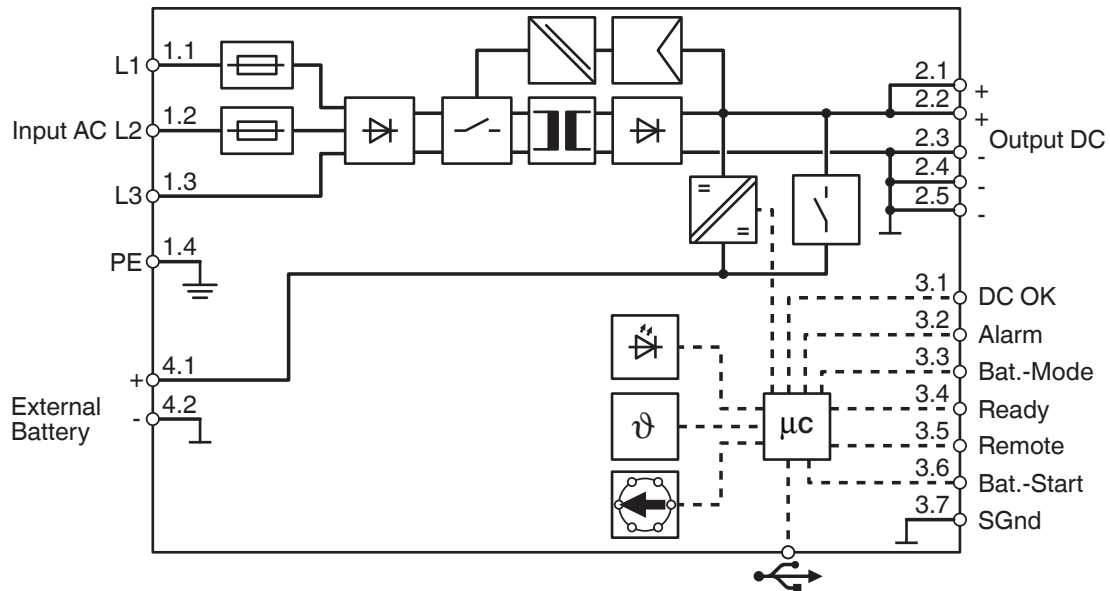 L1 1.1
Input AC L2 1.2
L3 1.3
PE 1.4
+ 4.1
External
Battery
- 4.2
2.1 +
2.2 +
Output DC
2.3 -
2.4 -
2.5 -
=
=
3.1 DC OK
3.2 Alarm
3.3 Bat.-Mode
3.4 Ready
3.5 Remote
3.6 Bat.-Start
3.7 SGnd
ϑ
µc